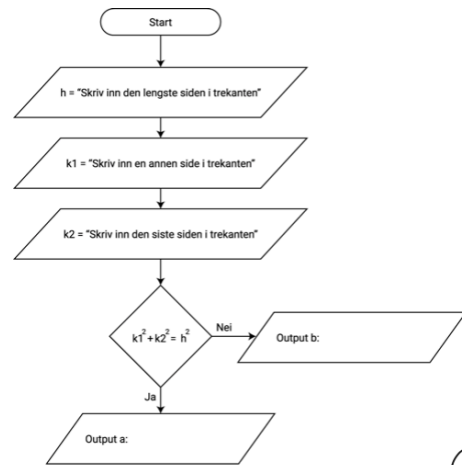 Start
h = "Skriv inn den lengste siden i trekanten"
k1 = "Skriv inn en annen side i trekanten"
k2 = "Skriv inn den siste siden i trekanten"
k1² + k2² = h²
Nei
Output b:
Ja
Output a: